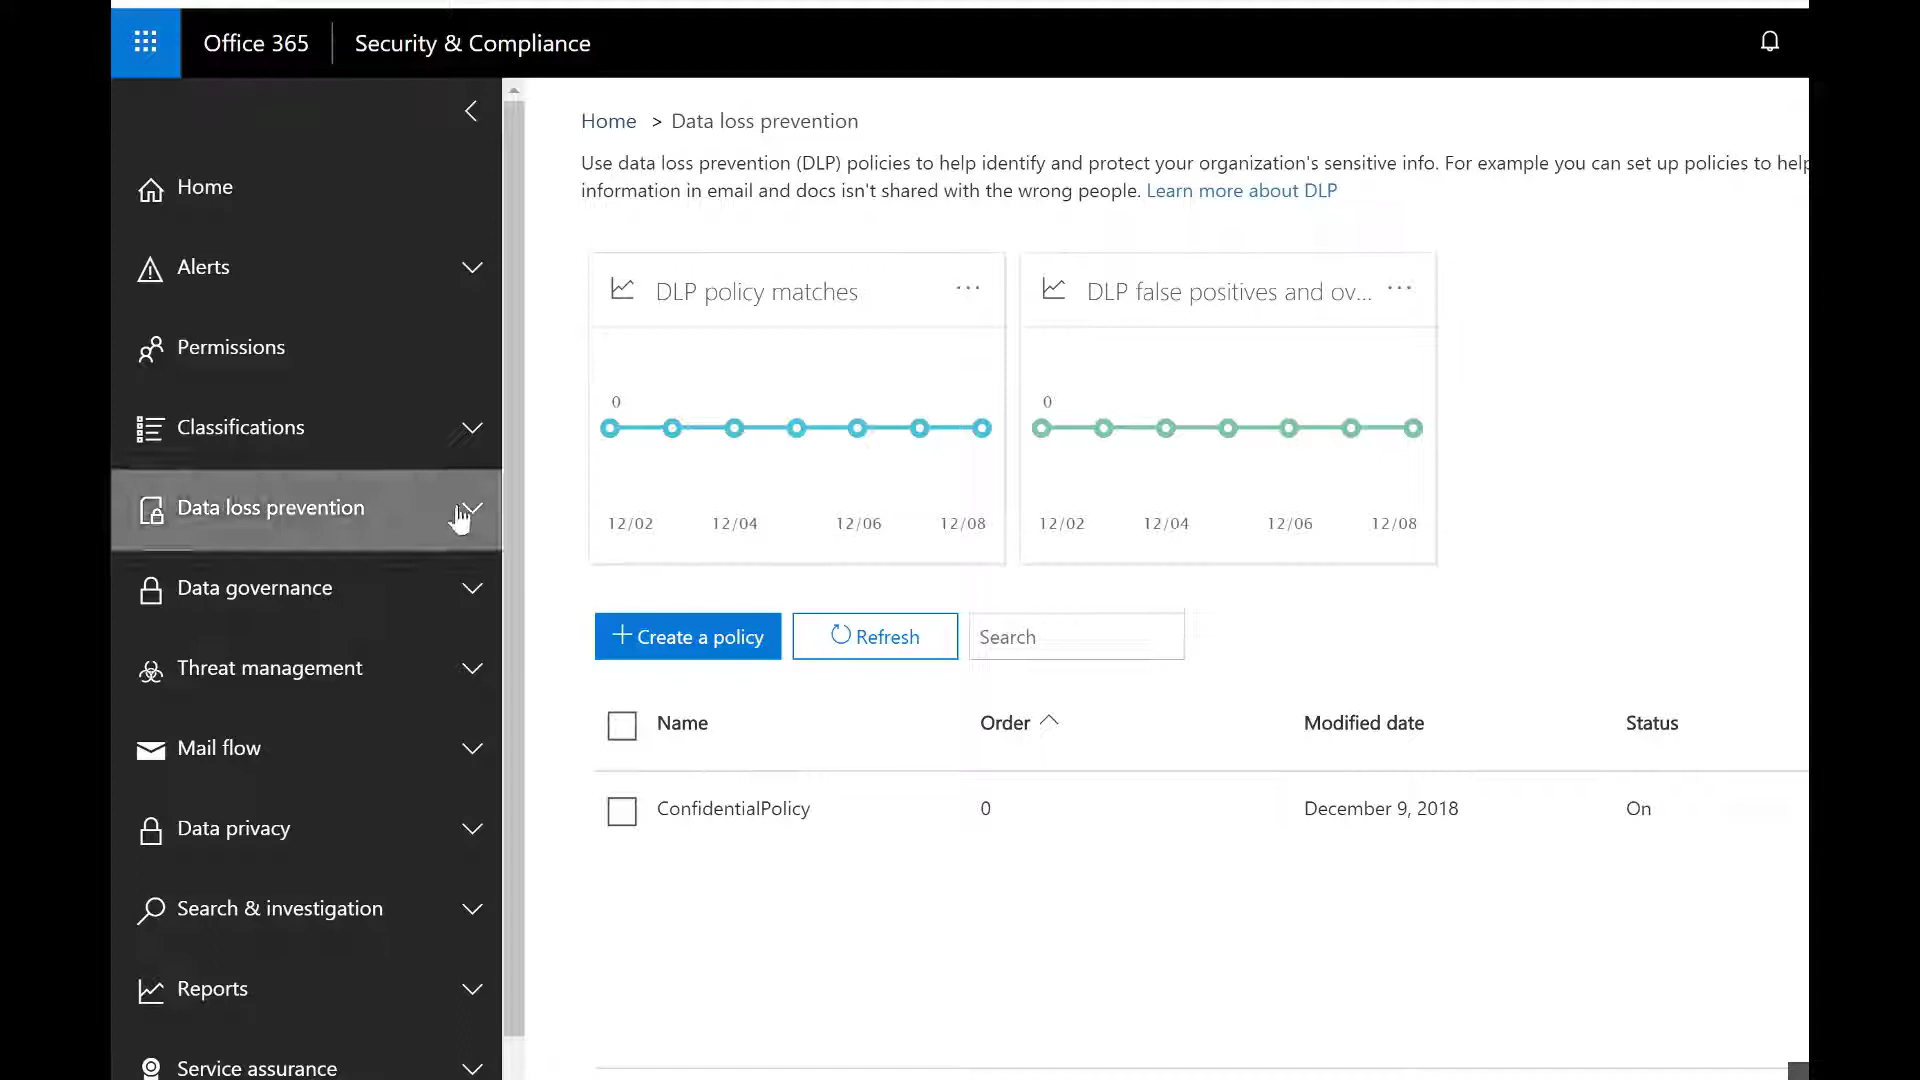 Office 365
Security & Compliance
Home
Alerts
Permissions
Classifications
Data loss prevention
Data governance
Threat management
Mail flow
Data privacy
Search & investigation
Reports
Service assurance
Home > Data loss prevention
Use data loss prevention (DLP) policies to help identify and protect your organization's sensitive info. For example you can set up policies to help
information in email and docs isn't shared with the wrong people. Learn more about DLP
DLP policy matches ...
0
12/02 12/04 12/06 12/08
DLP false positives and ov... ...
0
12/02 12/04 12/06 12/08
+ Create a policy
Refresh
Search
Name Order Modified date Status
ConfidentialPolicy 0 December 9, 2018 On